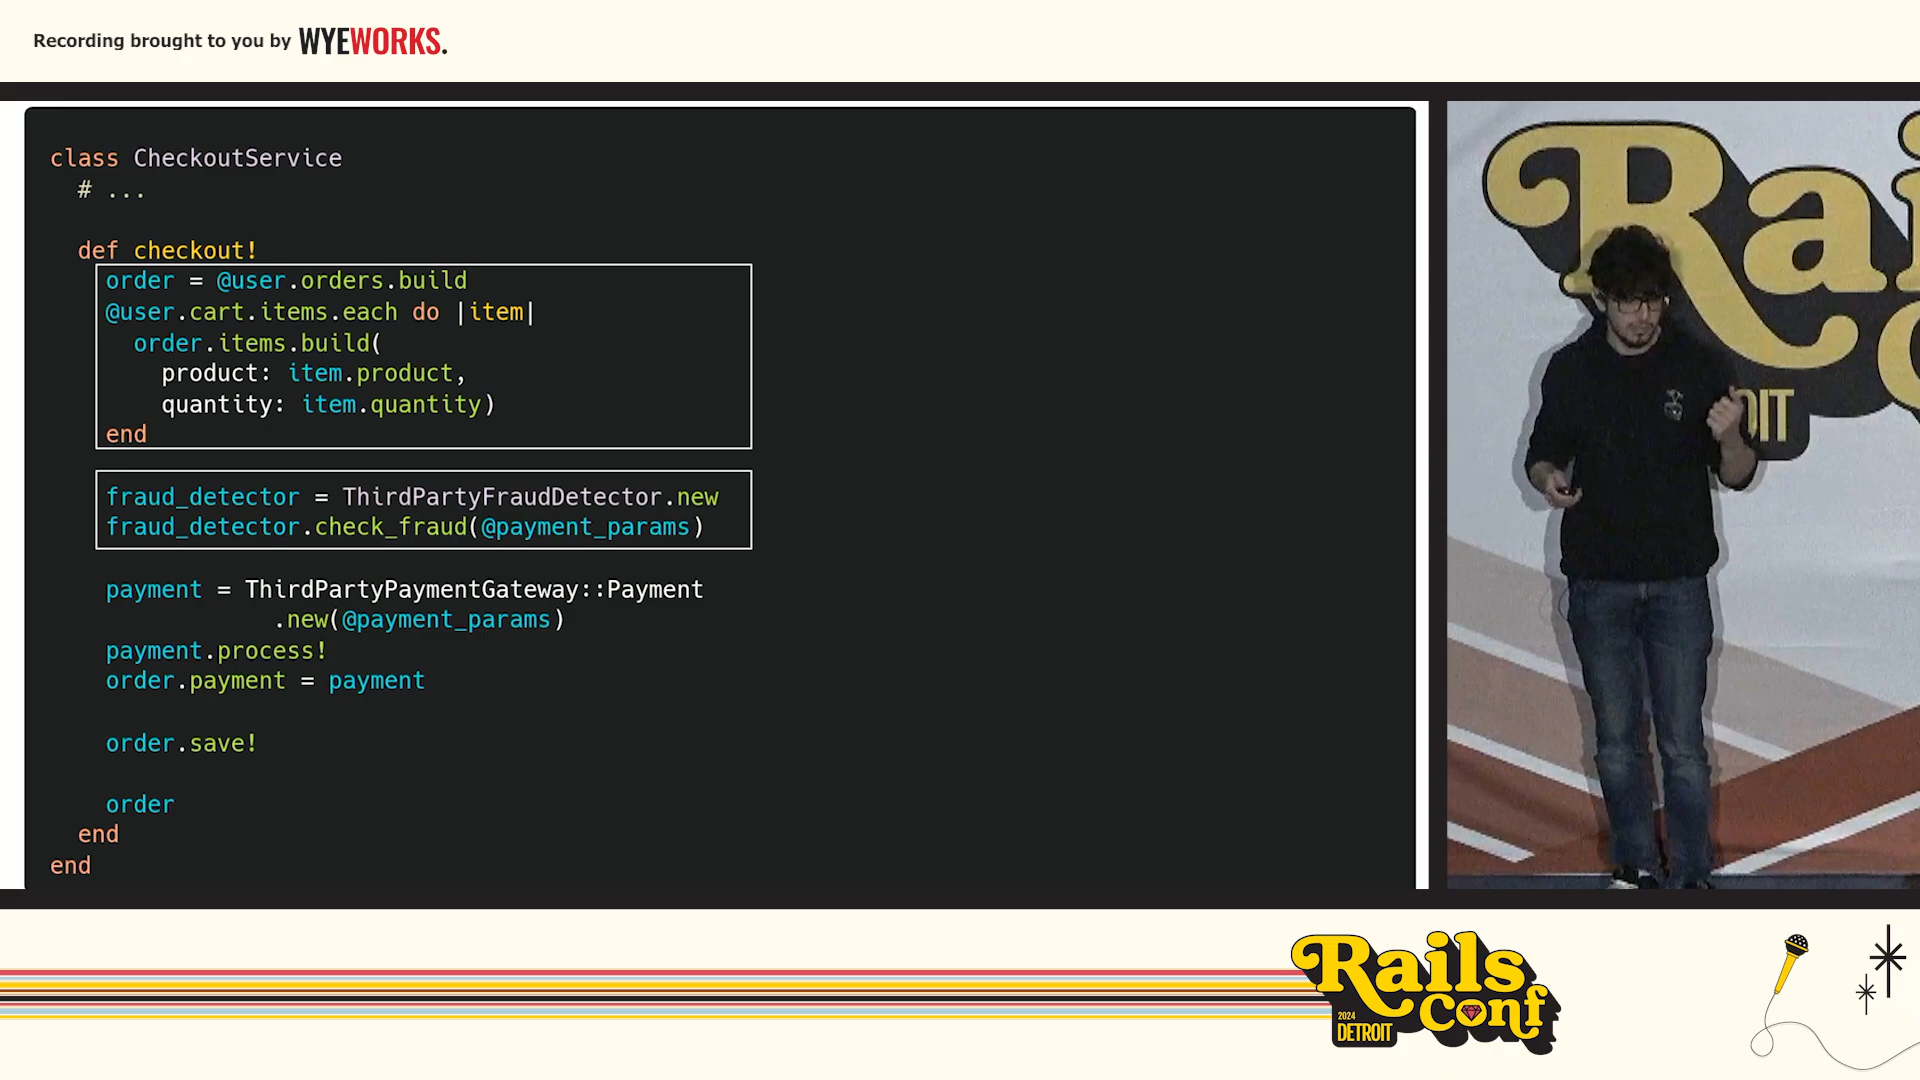 Recording brought to you by WYEWORKS.
class CheckoutService
  # ...
  def checkout!
    order = @user.orders.build
    @user.cart.items.each do |item|
      order.items.build(
        product: item.product,
        quantity: item.quantity)
    end
    fraud_detector = ThirdPartyFraudDetector.new
    fraud_detector.check_fraud(@payment_params)
    payment = ThirdPartyPaymentGateway::Payment
                .new(@payment_params)
    payment.process!
    order.payment = payment
    order.save!
    order
  end
end
Rai
C
OIT
Rails
Conf
2024
DETROIT